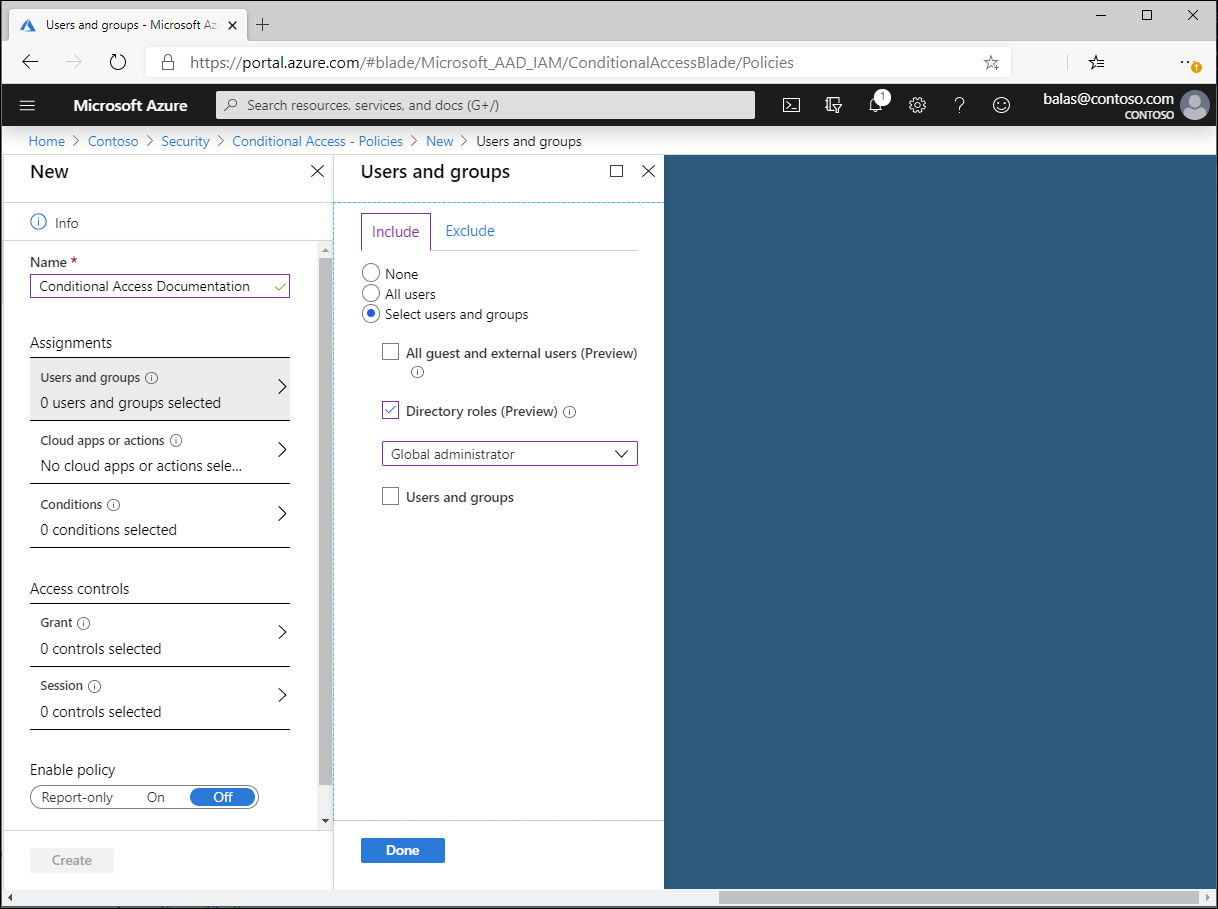 Users and groups - Microsoft Az
https://portal.azure.com/#blade/Microsoft_AAD_IAM/ConditionalAccessBlade/Policies
Microsoft Azure
Search resources, services, and docs (G+/)
1
balas@contoso.com
CONTOSO
Home > Contoso > Security > Conditional Access - Policies > New > Users and groups
New
Info
Name *
Conditional Access Documentation
Assignments
Users and groups
0 users and groups selected
Cloud apps or actions
No cloud apps or actions sele...
Conditions
0 conditions selected
Access controls
Grant
0 controls selected
Session
0 controls selected
Enable policy
Report-only On Off
Create
Users and groups
Include Exclude
None
All users
Select users and groups
All guest and external users (Preview)
Directory roles (Preview)
Global administrator
Users and groups
Done